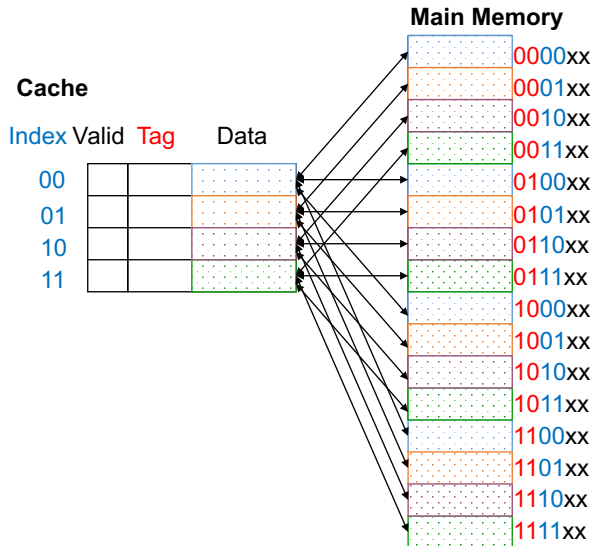 Main Memory
Cache
Index Valid Tag Data
00
01
10
11
0000xx
0001xx
0010xx
0011xx
0100xx
0101xx
0110xx
0111xx
1000xx
1001xx
1010xx
1011xx
1100xx
1101xx
1110xx
1111xx